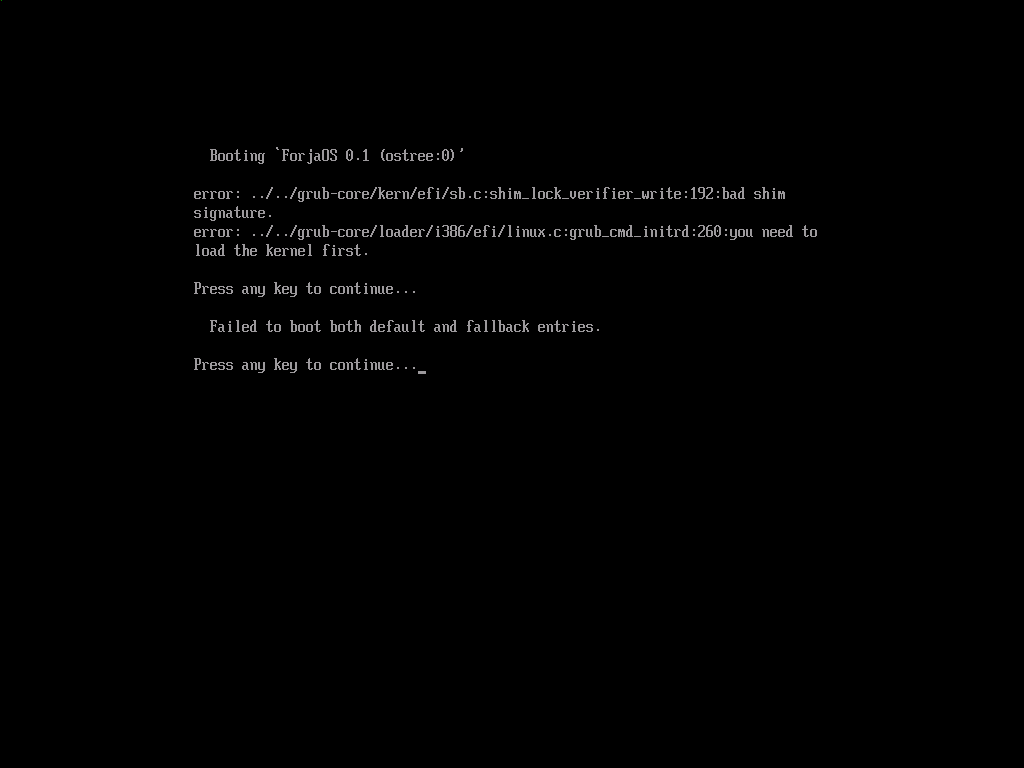 Booting `ForjaOS 0.1 (ostree:0)'
error: ../../grub-core/kern/efi/sb.c:shim_lock_verifier_write:192:bad shim
signature.
error: ../../grub-core/loader/i386/efi/linux.c:grub_cmd_initrd:260:you need to
load the kernel first.
Press any key to continue...
Failed to boot both default and fallback entries.
Press any key to continue..._